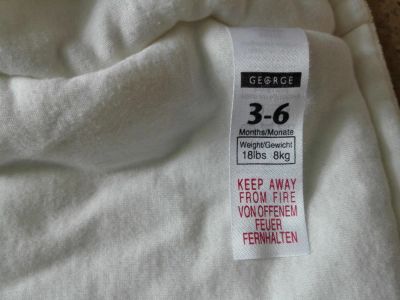 GEORGE
3-6
Months/Monate
Weight/Gewicht
18lbs 8kg
KEEP AWAY
FROM FIRE
VON OFFENEM
FEUER
FERNHALTEN